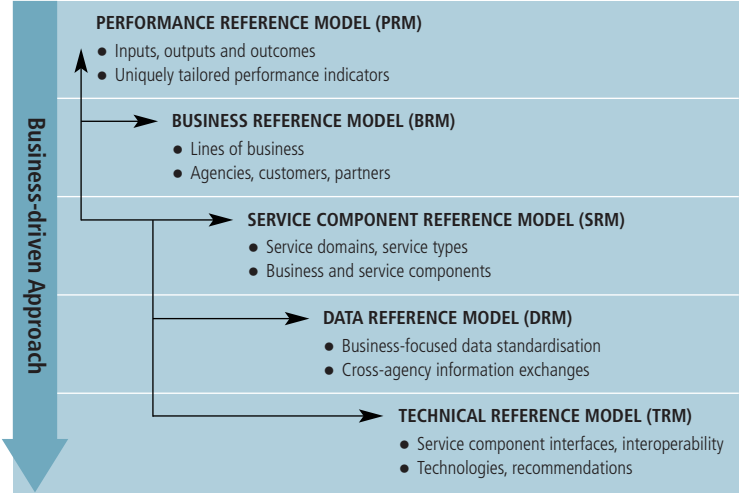 PERFORMANCE REFERENCE MODEL (PRM)
● Inputs, outputs and outcomes
● Uniquely tailored performance indicators
BUSINESS REFERENCE MODEL (BRM)
● Lines of business
● Agencies, customers, partners
SERVICE COMPONENT REFERENCE MODEL (SRM)
● Service domains, service types
● Business and service components
DATA REFERENCE MODEL (DRM)
● Business-focused data standardisation
● Cross-agency information exchanges
TECHNICAL REFERENCE MODEL (TRM)
● Service component interfaces, interoperability
● Technologies, recommendations
Business-driven Approach